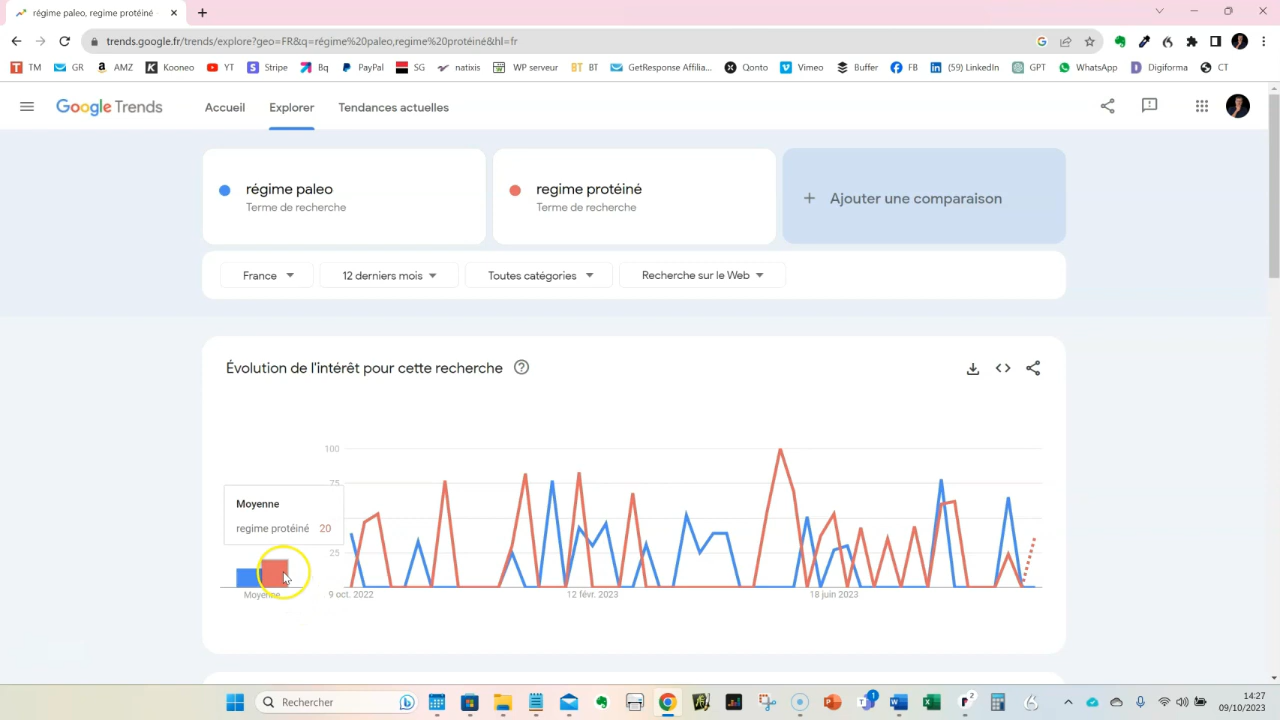 régime paleo, regime protéiné
trends.google.fr/trends/explore?geo=FR&q=régime%20paleo,regime%20protéiné&hl=fr
TM GR AMZ Kooneo YT Stripe Bq PayPal SG natixis WP serveur BT BT GetResponse Affilia... Qonto Vimeo Buffer FB (59) LinkedIn GPT WhatsApp Digiforma CT
Google Trends Accueil Explorer Tendances actuelles
régime paleo
Terme de recherche
regime protéiné
Terme de recherche
+ Ajouter une comparaison
France 12 derniers mois Toutes catégories Recherche sur le Web
Évolution de l'intérêt pour cette recherche
100
75
25
Moyenne
regime protéiné 20
Moyenne
9 oct. 2022 12 févr. 2023 18 juin 2023
Rechercher
1
2
14:27
09/10/2023